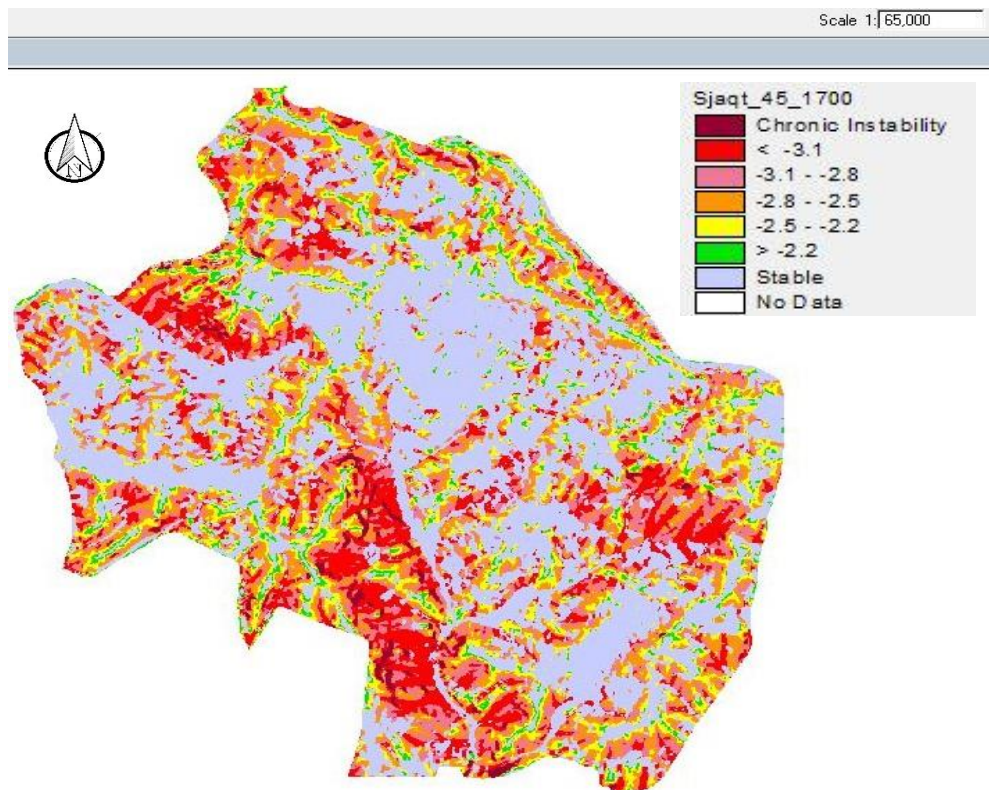 Scale 1: 65,000
N
Sjaqt_45_1700
Chronic Instability
< -3.1
-3.1 - -2.8
-2.8 - -2.5
-2.5 - -2.2
> -2.2
Stable
No Data